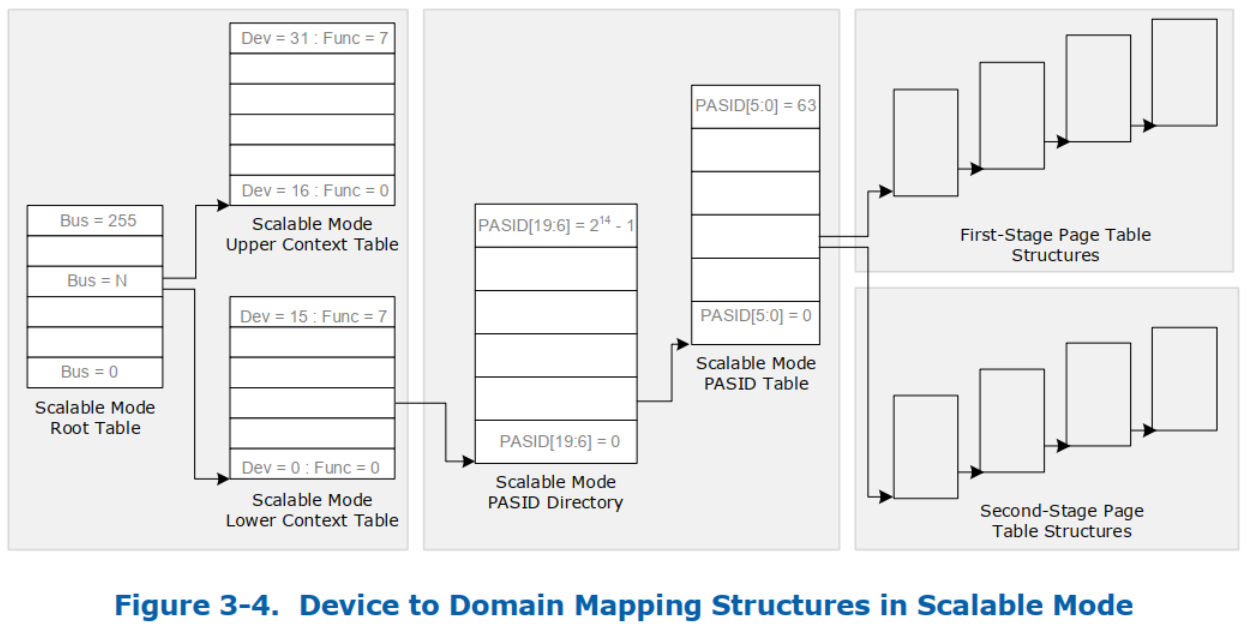 Dev = 31 : Func = 7
Dev = 16 : Func = 0
Scalable Mode
Upper Context Table
Bus = 255
Bus = N
Bus = 0
Scalable Mode
Root Table
Dev = 15 : Func = 7
Dev = 0 : Func = 0
Scalable Mode
Lower Context Table
PASID[19:6] = 2¹⁴ - 1
PASID[19:6] = 0
Scalable Mode
PASID Directory
PASID[5:0] = 63
PASID[5:0] = 0
Scalable Mode
PASID Table
First-Stage Page Table
Structures
Second-Stage Page
Table Structures
Figure 3-4. Device to Domain Mapping Structures in Scalable Mode